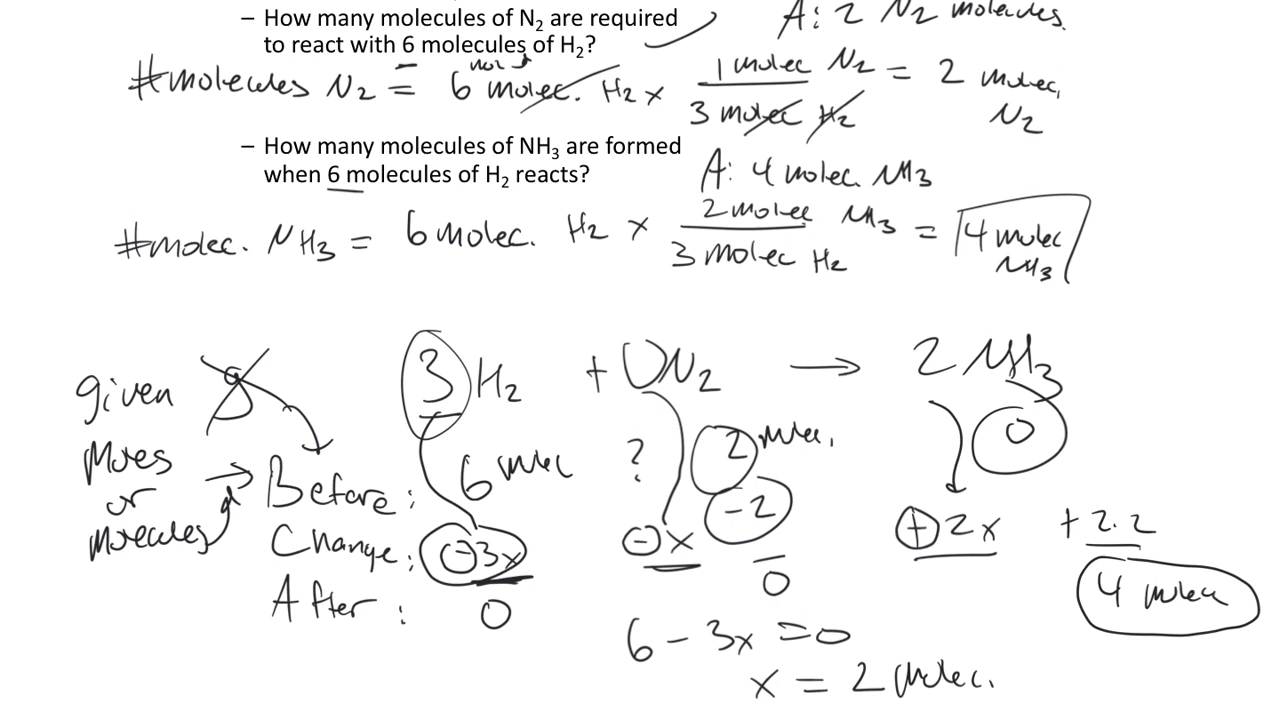 – How many molecules of N₂ are required A: 2 N₂ molecules.
to react with 6 molecules of H₂?
#molecules N₂ = 6 molec. H₂ x 1 molec N₂ / 3 molec H₂ = 2 molec. N₂
– How many molecules of NH₃ are formed
when 6 molecules of H₂ reacts? A: 4 molec. NH₃
#molec. NH₃ = 6 molec. H₂ x 2 molec NH₃ / 3 molec H₂ = 4 molec NH₃
given g 3 H₂ + 1 N₂ → 2 NH₃
moles or molecules → Before: 6 molec ? 2 molec. 0
Change: -3x -x -2 +2x +2.2
After: 0 0 4 molec
6 - 3x = 0
x = 2 molec.